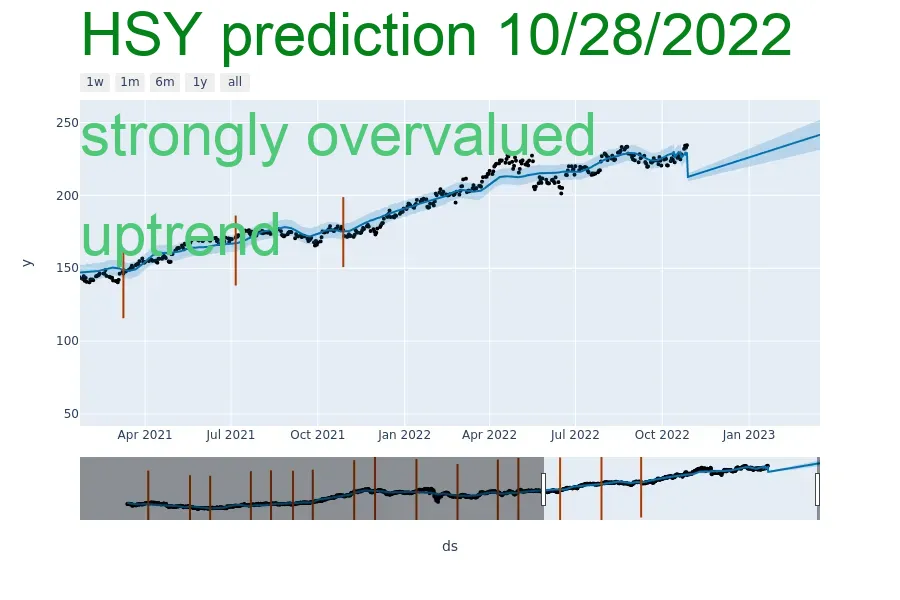 HSY prediction 10/28/2022
1w 1m 6m 1y all
strongly overvalued
uptrend
250
200
150
100
50
y
Apr 2021 Jul 2021 Oct 2021 Jan 2022 Apr 2022 Jul 2022 Oct 2022 Jan 2023
ds